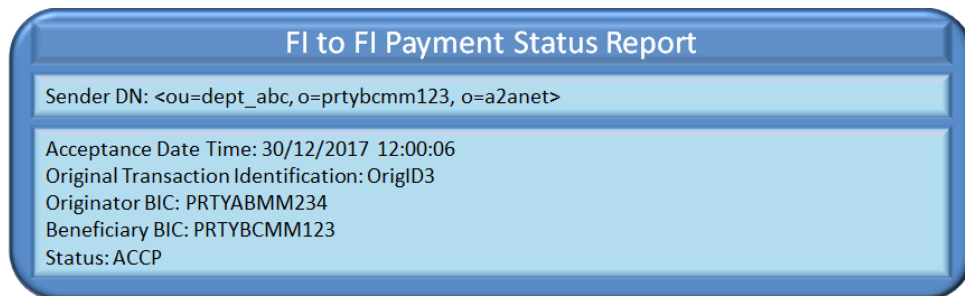 FI to FI Payment Status Report
Sender DN: <ou=dept_abc, o=prtybcmm123, o=a2anet>
Acceptance Date Time: 30/12/2017 12:00:06
Original Transaction Identification: OrigID3
Originator BIC: PRTYABMM234
Beneficiary BIC: PRTYBCMM123
Status: ACCP